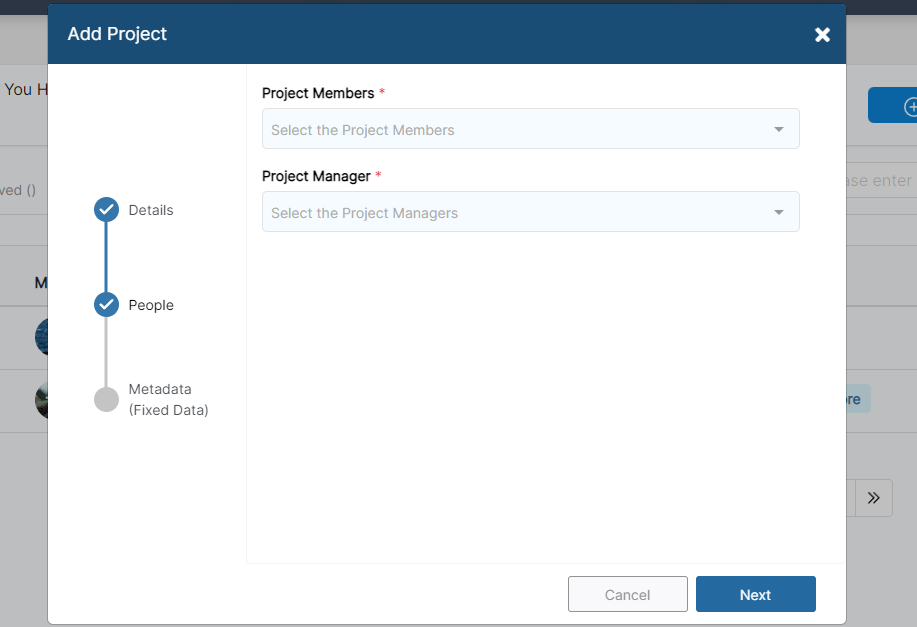 Add Project
You H
Project Members *
Select the Project Members
Project Manager *
ase enter
ved ()
Details
Select the Project Managers
M
People
Metadata
(Fixed Data)
ore
Cancel
Next